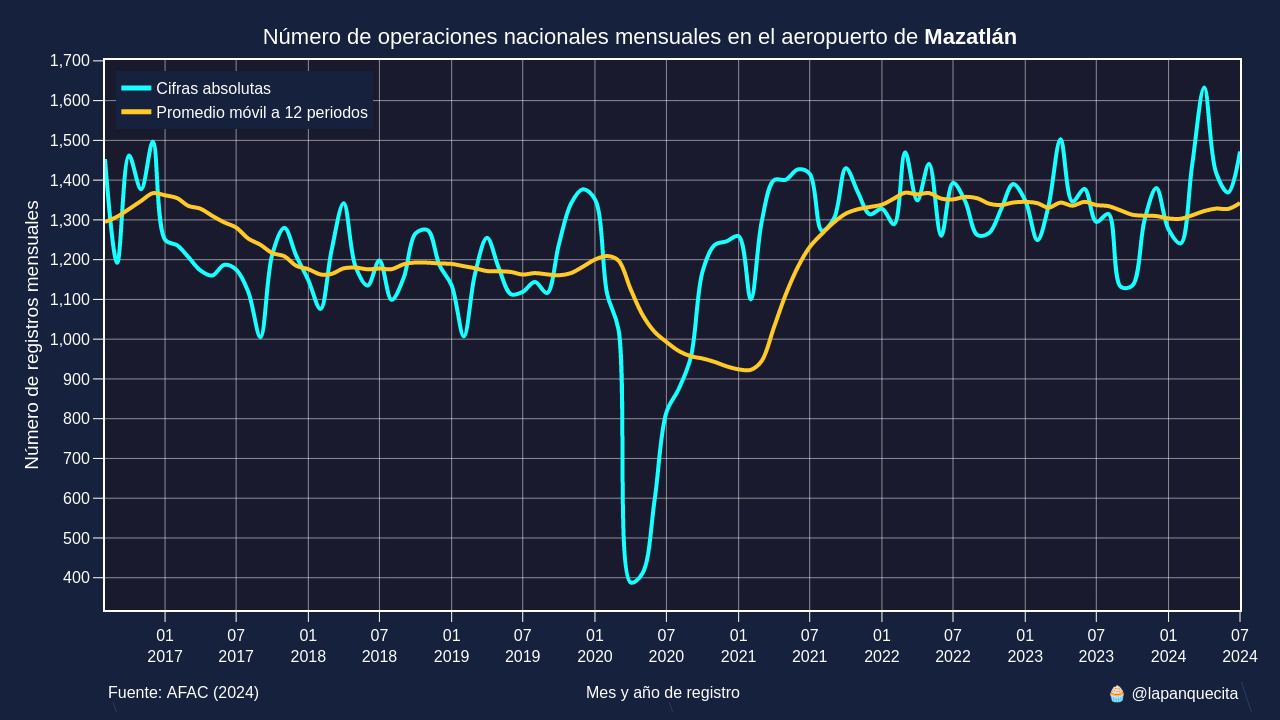 Número de operaciones nacionales mensuales en el aeropuerto de Mazatlán
Número de registros mensuales
1,700
1,600
1,500
1,400
1,300
1,200
1,100
1,000
900
800
700
600
500
400
Cifras absolutas
Promedio móvil a 12 periodos
01 07 01 07 01 07 01 07 01 07 01 07 01 07 01 07
2017 2017 2018 2018 2019 2019 2020 2020 2021 2021 2022 2022 2023 2023 2024 2024
Fuente: AFAC (2024) Mes y año de registro 🧁 @lapanquecita